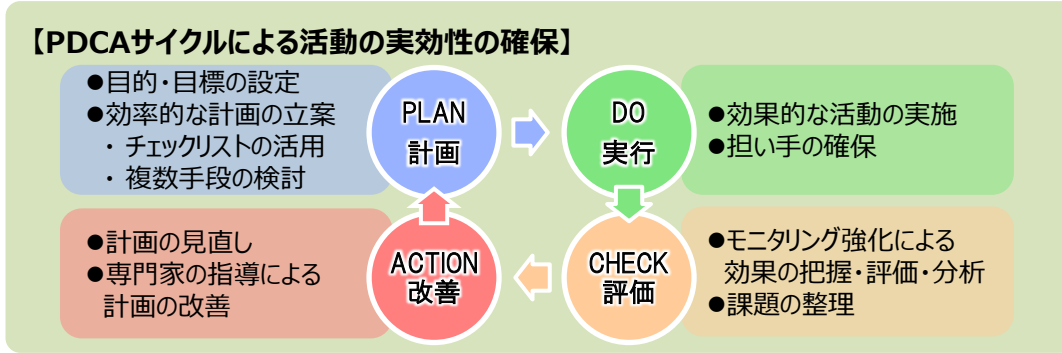 【PDCAサイクルによる活動の実効性の確保】
●目的・目標の設定
●効率的な計画の立案
・ チェックリストの活用
・ 複数手段の検討
PLAN
計画
DO
実行
●効果的な活動の実施
●担い手の確保
●計画の見直し
●専門家の指導による
計画の改善
ACTION
改善
CHECK
評価
●モニタリング強化による
効果の把握・評価・分析
●課題の整理